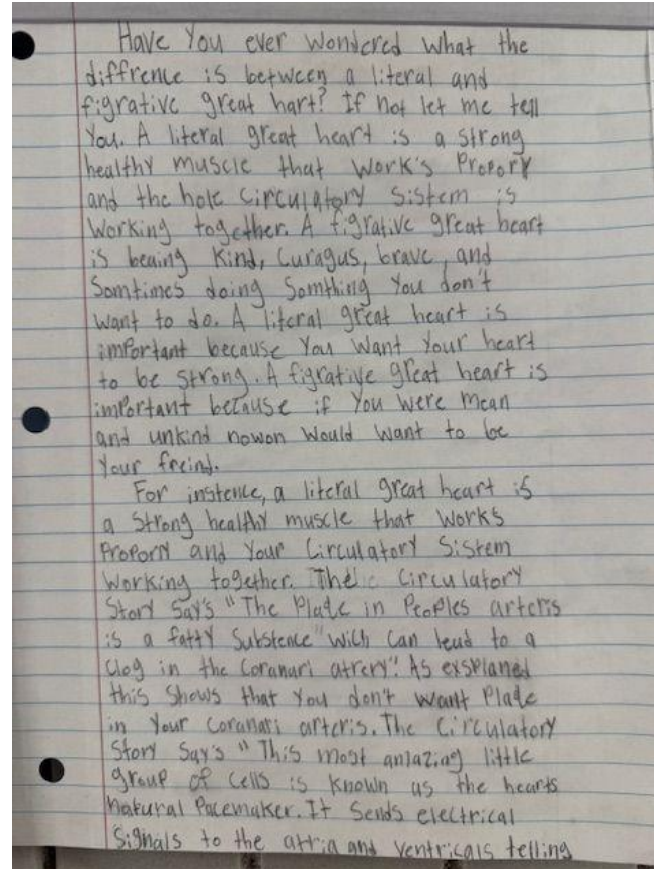 Have You ever wondered what the
diffrence is between a literal and
figrative great hart? If not let me tell
You. A literal great heart is a strong
healthy muscle that work's Propory
and the hole circulatory sistem is
working together. A figrative great heart
is beaing kind, curagus, brave, and
somtimes doing somthing you don't
want to do. A literal great heart is
important because you want your heart
to be strong. A figrative great heart is
important because if you were mean
and unkind nowon would want to be
your freind.
For instence, a literal great heart is
a strong healthy muscle that works
Propory and your circulatory sistem
working together. The circulatory
Story Say's "The Plate in Peoples arteris
is a fatty substence" wich can lead to a
clog in the coranari atrery". As exsplaned
this shows that you don't want Plate
in your coranari arteris. The Circulatory
Story Say's "This most amazing little
group of cells is known as the hearts
natural Pacemaker. It sends electrical
signals to the attria and ventricals telling